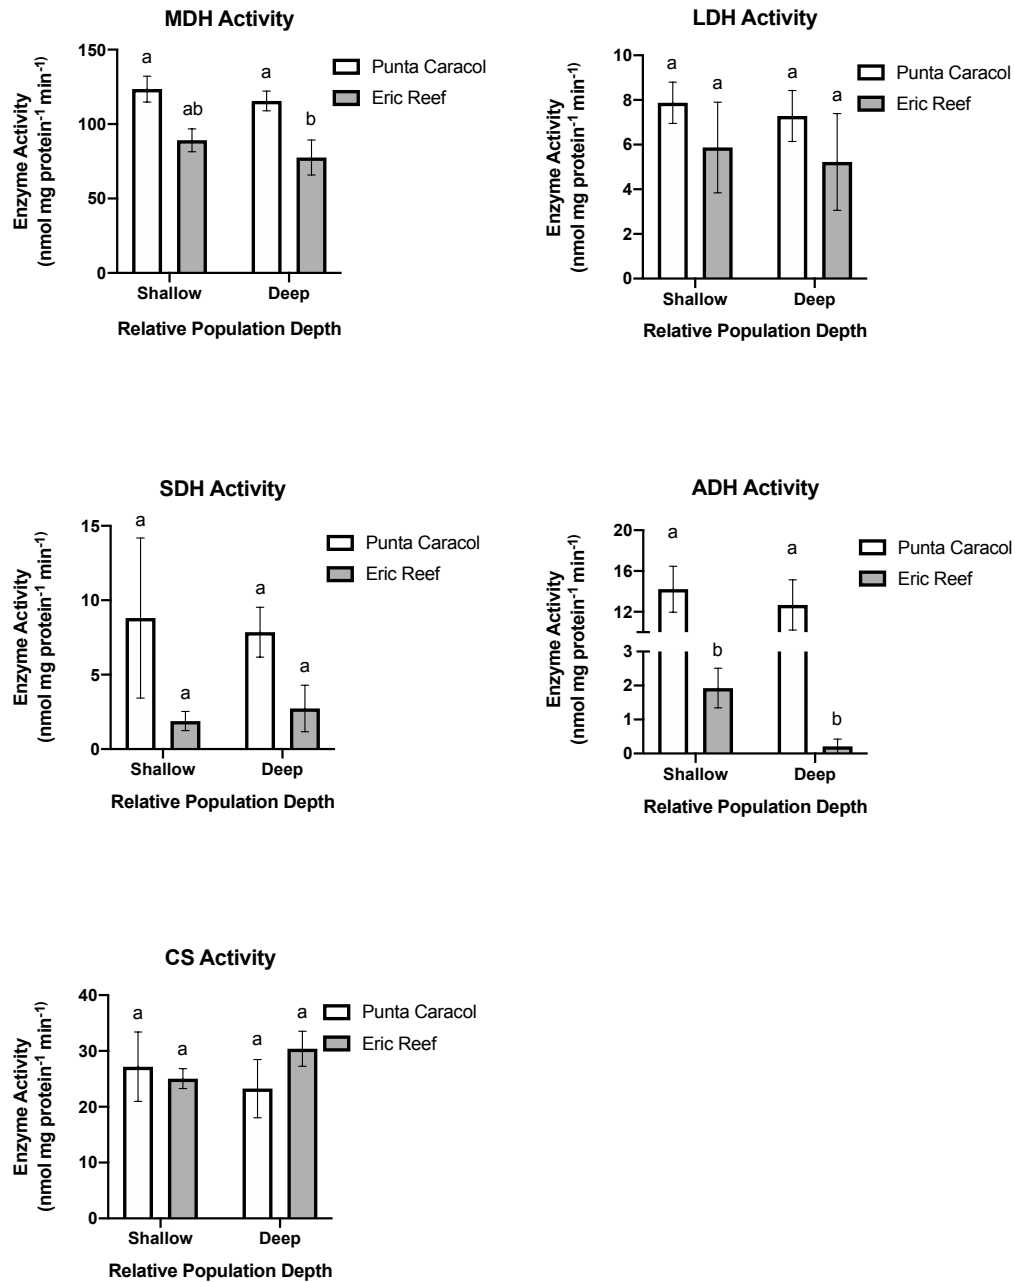 MDH Activity
150
100
50
0
Enzyme Activity
(nmol mg protein⁻¹ min⁻¹)
a
ab
a
b
Punta Caracol
Eric Reef
Shallow
Deep
Relative Population Depth
LDH Activity
10
8
6
4
2
0
Enzyme Activity
(nmol mg protein⁻¹ min⁻¹)
a
a
a
a
Punta Caracol
Eric Reef
Shallow
Deep
Relative Population Depth
SDH Activity
15
10
5
0
Enzyme Activity
(nmol mg protein⁻¹ min⁻¹)
a
a
a
a
Punta Caracol
Eric Reef
Shallow
Deep
Relative Population Depth
ADH Activity
20
16
12
3
2
1
0
Enzyme Activity
(nmol mg protein⁻¹ min⁻¹)
a
b
a
b
Punta Caracol
Eric Reef
Shallow
Deep
Relative Population Depth
CS Activity
40
30
20
10
0
Enzyme Activity
(nmol mg protein⁻¹ min⁻¹)
a
a
a
a
Punta Caracol
Eric Reef
Shallow
Deep
Relative Population Depth